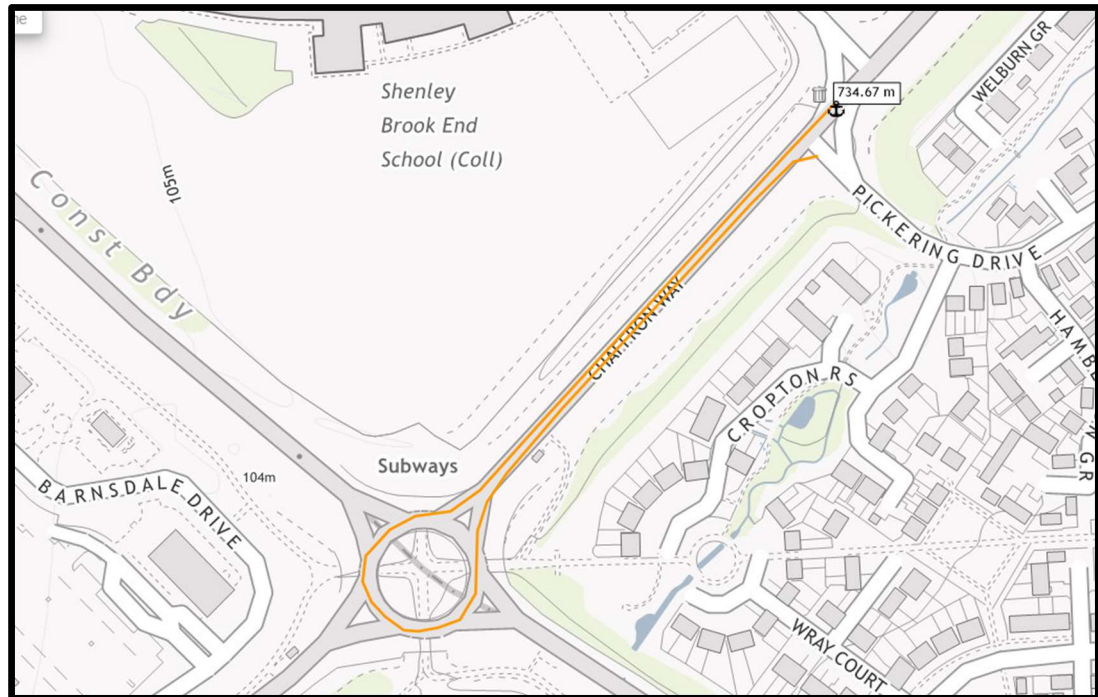 ne
734.67 m
WELBURN GR
Shenley
Brook End
School (Coll)
105m
Const Bdy
PICKERING DRIVE
CHAFFRON WAY
CROPTON RS
Subways
104m
BARNSDALE DRIVE
WRAY COURT